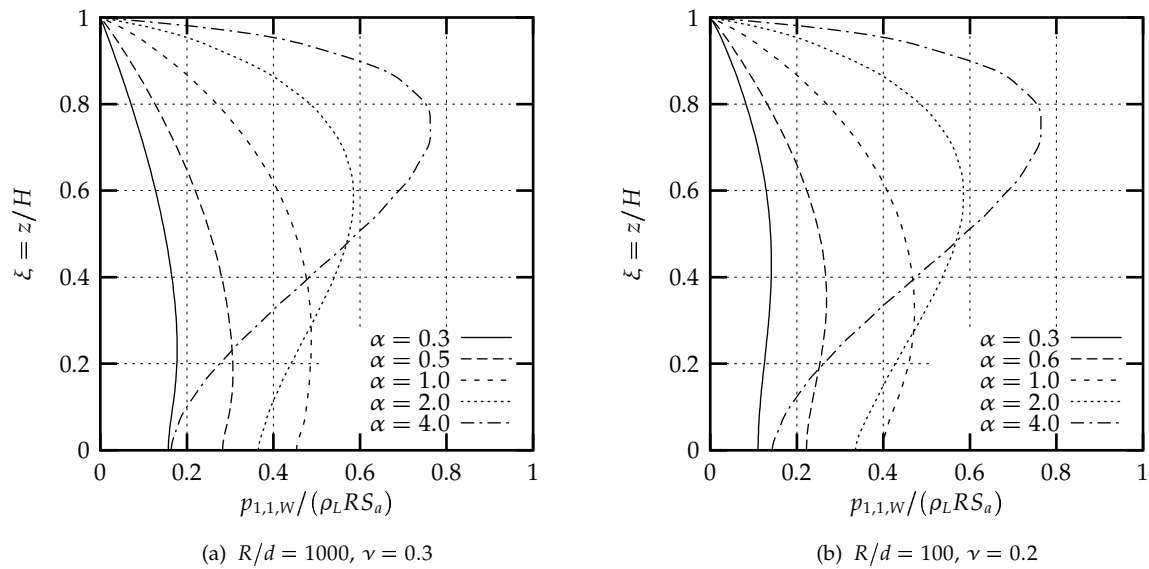 1
0.8
0.6
0.4
0.2
0
ξ = z/H
α = 0.3
α = 0.5
α = 1.0
α = 2.0
α = 4.0
0 0.2 0.4 0.6 0.8 1
p1,1,W/(ρLRSa)
(a) R/d = 1000, ν = 0.3
1
0.8
0.6
0.4
0.2
0
ξ = z/H
α = 0.3
α = 0.6
α = 1.0
α = 2.0
α = 4.0
0 0.2 0.4 0.6 0.8 1
p1,1,W/(ρLRSa)
(b) R/d = 100, ν = 0.2